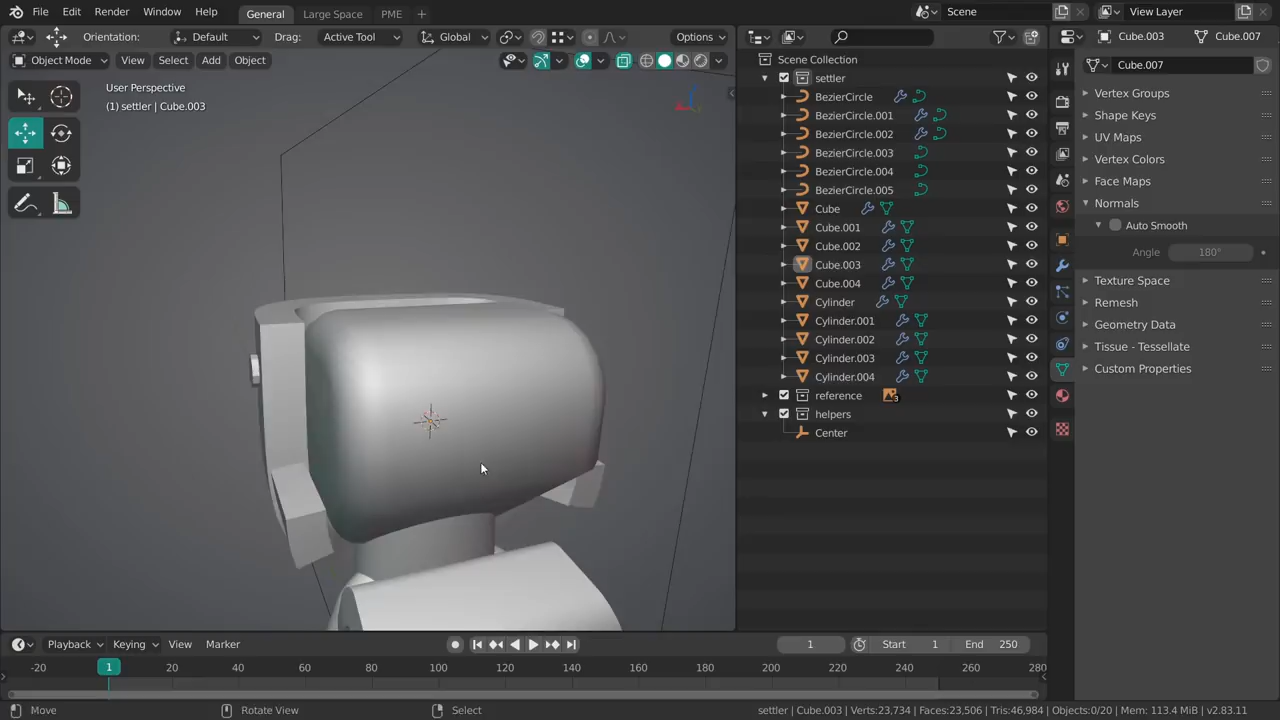 File Edit Render Window Help General Large Space PME + Scene View Layer
Orientation: Default Drag: Active Tool Global Options
Cube.003 Cube.007
Object Mode View Select Add Object
Scene Collection
Cube.007
User Perspective
(1) settler | Cube.003
settler
BezierCircle
BezierCircle.001
BezierCircle.002
BezierCircle.003
BezierCircle.004
BezierCircle.005
Cube
Cube.001
Cube.002
Cube.003
Cube.004
Cylinder
Cylinder.001
Cylinder.002
Cylinder.003
Cylinder.004
reference 3
helpers
Center
Vertex Groups
Shape Keys
UV Maps
Vertex Colors
Face Maps
Normals
Auto Smooth
Angle 180°
Texture Space
Remesh
Geometry Data
Tissue - Tessellate
Custom Properties
Playback Keying View Marker 1 Start 1 End 250
-20 1 20 40 60 80 100 120 140 160 180 200 220 240 260 280
Move Rotate View Select settler | Cube.003 | Verts:23,734 | Faces:23,506 | Tris:46,984 | Objects:0/20 | Mem: 113.4 MiB | v2.83.11